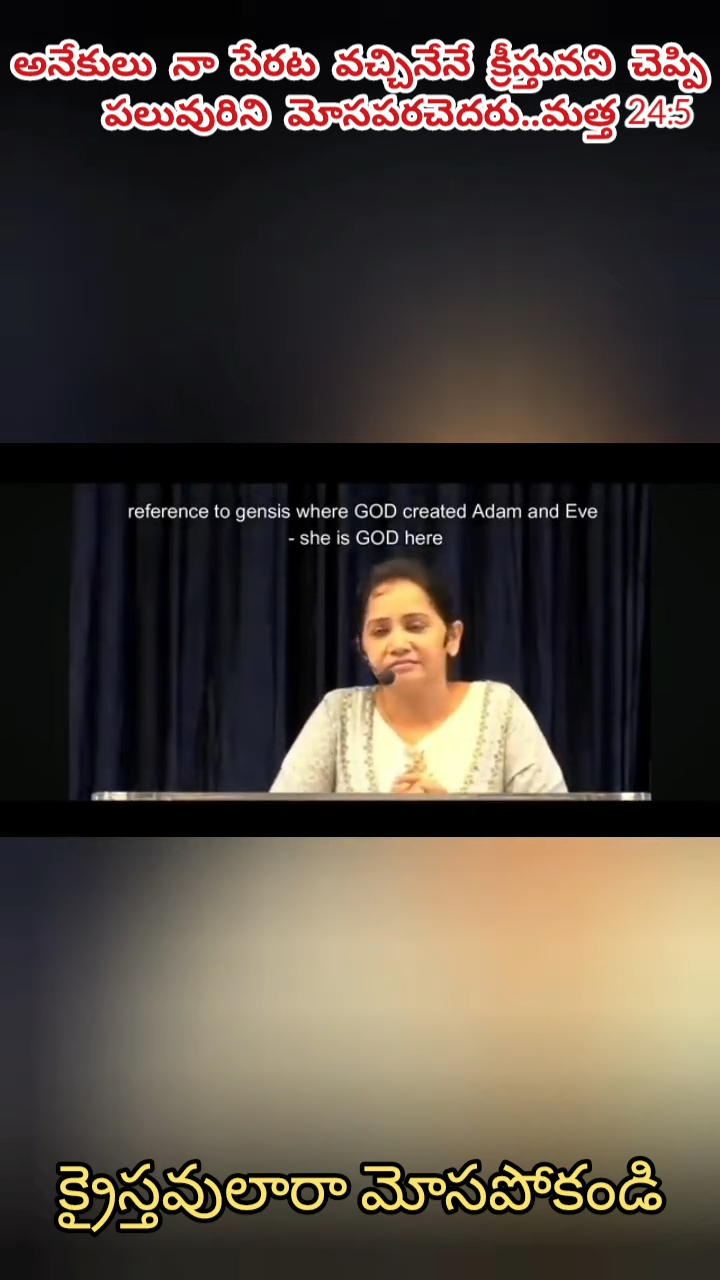 అనేకులు నా పేరట వచ్చినేనే క్రీస్తునని చెప్పి
పలువురిని మోసపరచెదరు..మత్త 24:5
reference to gensis where GOD created Adam and Eve
- she is GOD here
క్రైస్తవులారా మోసపోకండి